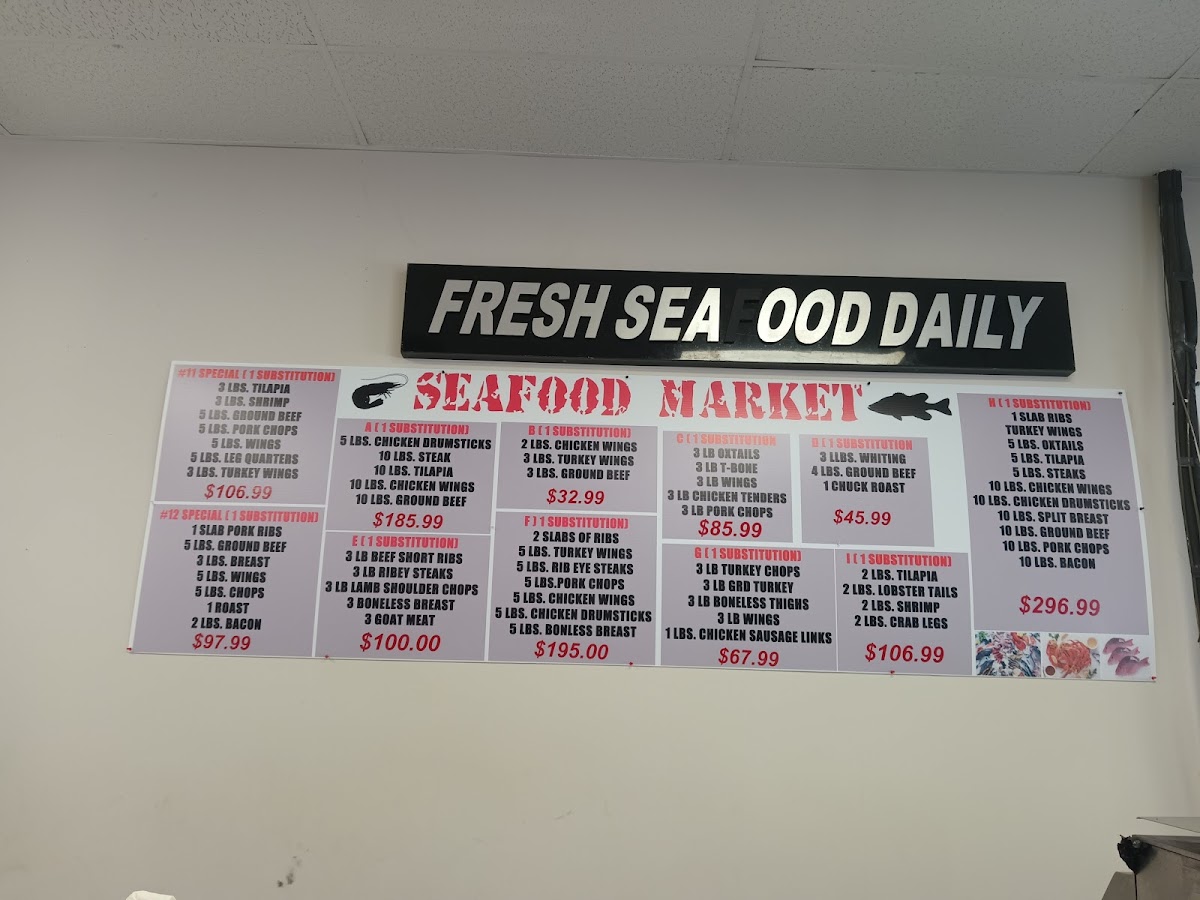 FRESH SEAFOOD DAILY
SEAFOOD MARKET
#11 SPECIAL ( 1 SUBSTITUTION)
3 LBS. TILAPIA
3 LBS. SHRIMP
5 LBS. GROUND BEEF
5 LBS. PORK CHOPS
5 LBS. WINGS
5 LBS. LEG QUARTERS
3 LBS. TURKEY WINGS
$106.99
#12 SPECIAL ( 1 SUBSTITUTION)
1 SLAB PORK RIBS
5 LBS. GROUND BEEF
3 LBS. BREAST
5 LBS. WINGS
5 LBS. CHOPS
1 ROAST
2 LBS. BACON
$97.99
A ( 1 SUBSTITUTION)
5 LBS. CHICKEN DRUMSTICKS
10 LBS. STEAK
10 LBS. TILAPIA
10 LBS. CHICKEN WINGS
10 LBS. GROUND BEEF
$185.99
E ( 1 SUBSTITUTION)
3 LB BEEF SHORT RIBS
3 LB RIBEY STEAKS
3 LB LAMB SHOULDER CHOPS
3 BONELESS BREAST
3 GOAT MEAT
$100.00
B ( 1 SUBSTITUTION)
2 LBS. CHICKEN WINGS
3 LBS. TURKEY WINGS
3 LBS. GROUND BEEF
$32.99
F ) 1 SUBSTITUTION)
2 SLABS OF RIBS
5 LBS. TURKEY WINGS
5 LBS. RIB EYE STEAKS
5 LBS.PORK CHOPS
5 LBS. CHICKEN WINGS
5 LBS. CHICKEN DRUMSTICKS
5 LBS. BONLESS BREAST
$195.00
C ( 1 SUBSTITUTION)
3 LB OXTAILS
3 LB T-BONE
3 LB WINGS
3 LB CHICKEN TENDERS
3 LB PORK CHOPS
$85.99
D ( 1 SUBSTITUTION
3 LLBS. WHITING
4 LBS. GROUND BEEF
1 CHUCK ROAST
$45.99
G ( 1 SUBSTITUTION)
3 LB TURKEY CHOPS
3 LB GRD TURKEY
3 LB BONELESS THIGHS
3 LB WINGS
1 LBS. CHICKEN SAUSAGE LINKS
$67.99
I ( 1 SUBSTITUTION)
2 LBS. TILAPIA
2 LBS. LOBSTER TAILS
2 LBS. SHRIMP
2 LBS. CRAB LEGS
$106.99
H ( 1 SUBSTITUTION)
1 SLAB RIBS
TURKEY WINGS
5 LBS. OKTAILS
5 LBS. TILAPIA
5 LBS. STEAKS
10 LBS. CHICKEN WINGS
10 LBS. CHICKEN DRUMSTICKS
10 LBS. SPLIT BREAST
10 LBS. GROUND BEEF
10 LBS. PORK CHOPS
10 LBS. BACON
$296.99